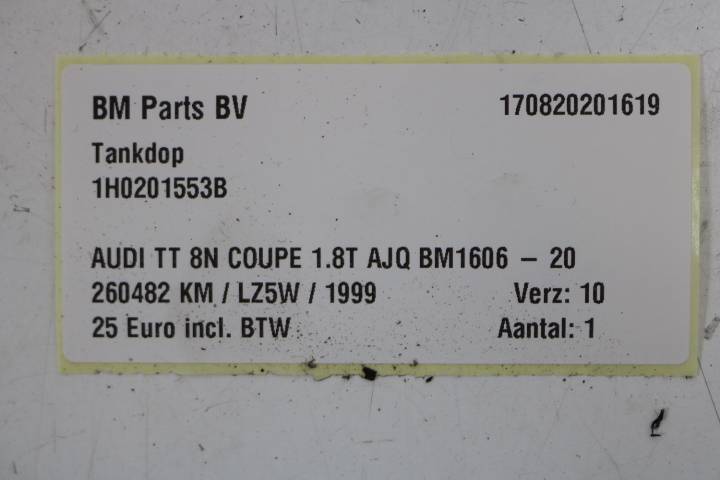 BM Parts BV 170820201619
Tankdop
1H0201553B
AUDI TT 8N COUPE 1.8T AJQ BM1606 – 20
260482 KM / LZ5W / 1999 Verz: 10
25 Euro incl. BTW Aantal: 1